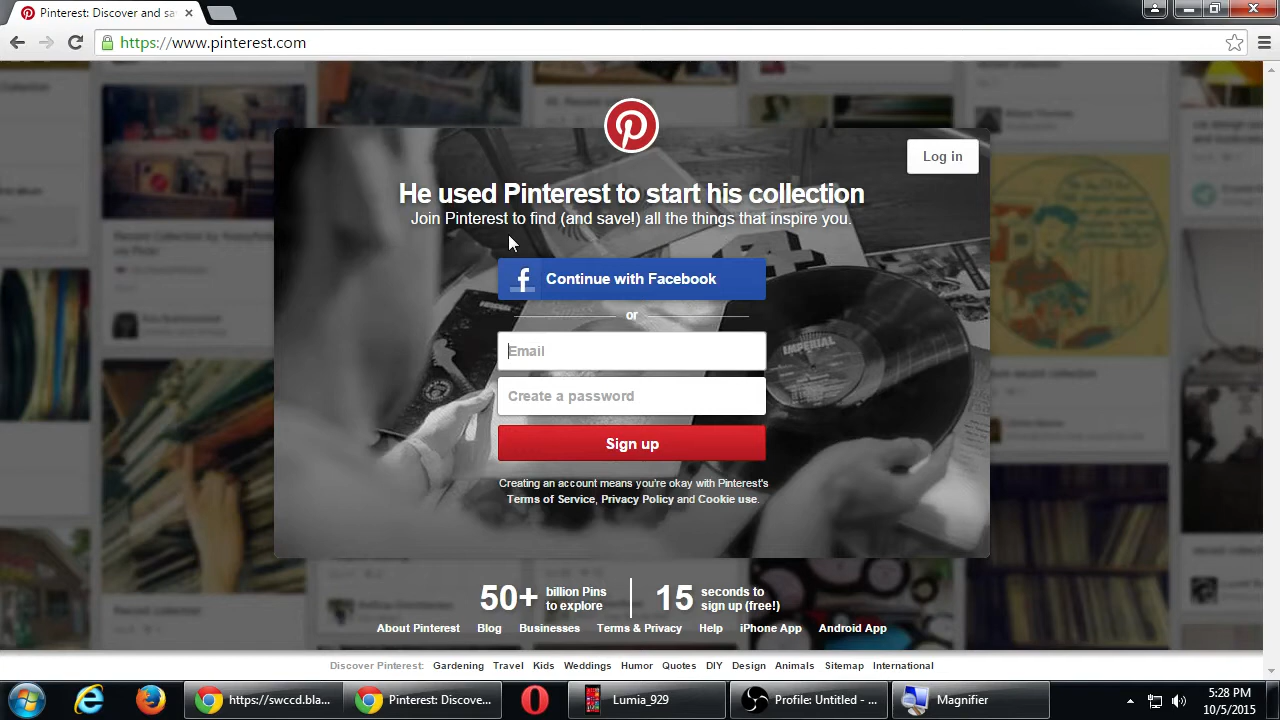 Pinterest: Discover and sa
https://www.pinterest.com
Log in
He used Pinterest to start his collection
Join Pinterest to find (and save!) all the things that inspire you.
Continue with Facebook
or
IMPERIAL
Email
Create a password
Sign up
Creating an account means you're okay with Pinterest's
Terms of Service, Privacy Policy and Cookie use.
50+ billion Pins to explore
15 seconds to sign up (free!)
About Pinterest Blog Businesses Terms & Privacy Help iPhone App Android App
Discover Pinterest: Gardening Travel Kids Weddings Humor Quotes DIY Design Animals Sitemap International
https://swccd.bla... Pinterest: Discove... Lumia_929 Profile: Untitled - ... Magnifier
5:28 PM
10/5/2015